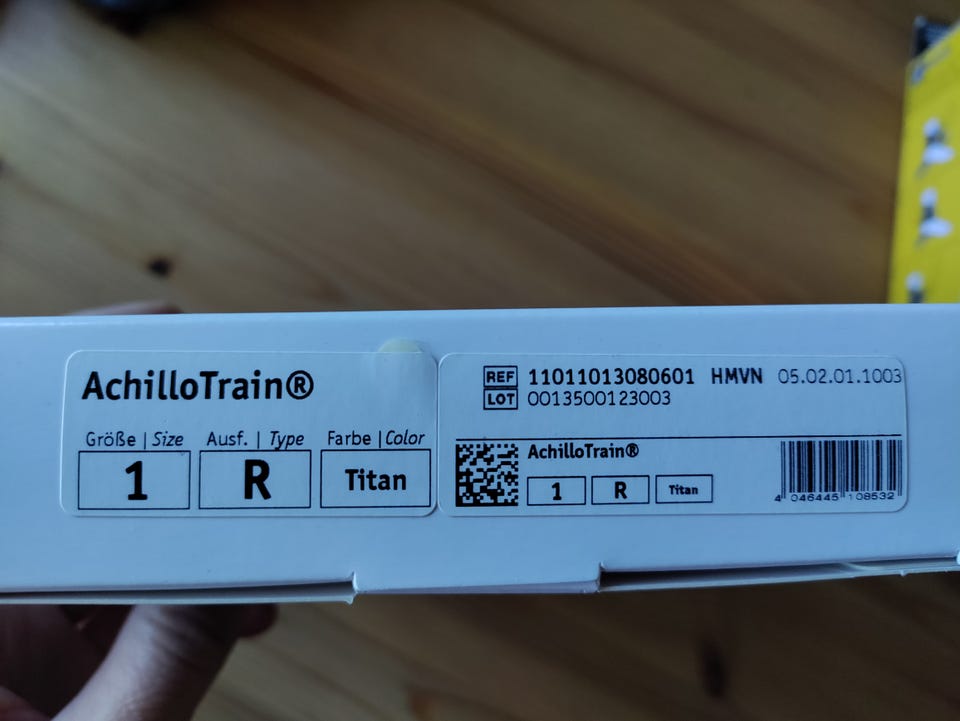 AchilloTrain®
Größe | Size Ausf. | Type Farbe | Color
1 R Titan
REF 11011013080601 HMVN 05.02.01.1003
LOT 0013500123003
AchilloTrain®
1 R Titan
4 046445 108532